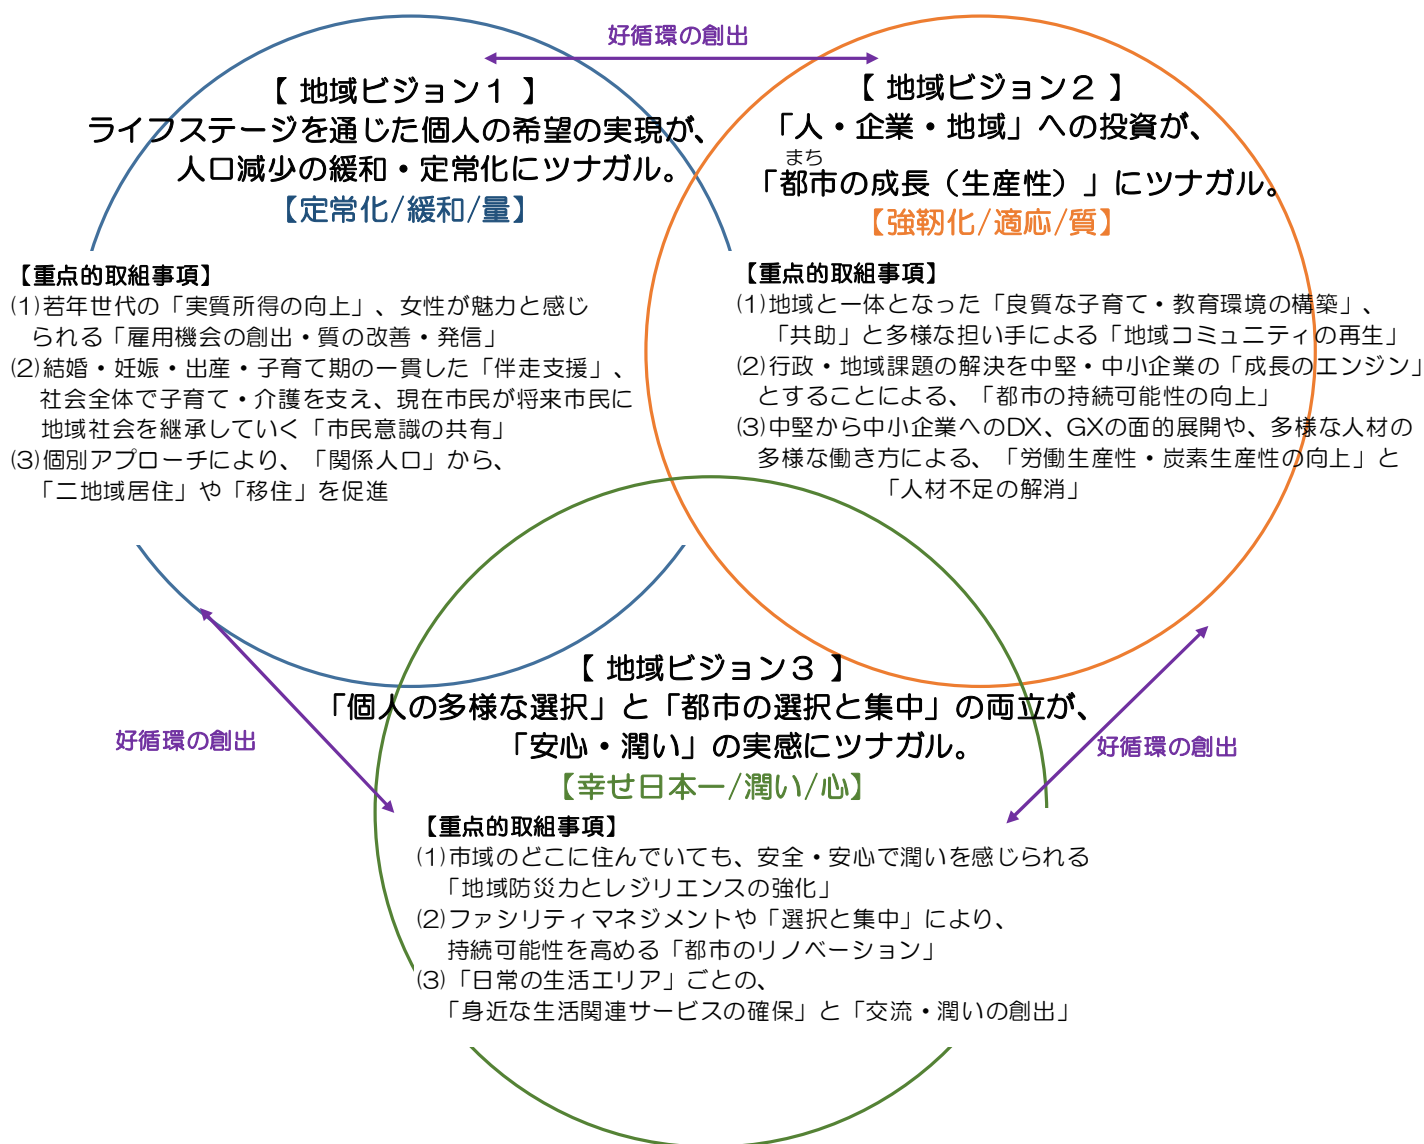 好循環の創出
【 地域ビジョン１ 】
ライフステージを通じた個人の希望の実現が、
人口減少の緩和・定常化にツナガル。
【定常化/緩和/量】
【重点的取組事項】
⑴若年世代の「実質所得の向上」、女性が魅力と感じ
られる「雇用機会の創出・質の改善・発信」
⑵結婚・妊娠・出産・子育て期の一貫した「伴走支援」、
社会全体で子育て・介護を支え、現在市民が将来市民に
地域社会を継承していく「市民意識の共有」
⑶個別アプローチにより、「関係人口」から、
「二地域居住」や「移住」を促進
【 地域ビジョン２ 】
「人・企業・地域」への投資が、
まち
「都市の成長（生産性）」にツナガル。
【強靭化/適応/質】
【重点的取組事項】
⑴地域と一体となった「良質な子育て・教育環境の構築」、
「共助」と多様な担い手による「地域コミュニティの再生」
⑵行政・地域課題の解決を中堅・中小企業の「成長のエンジン」
とすることによる、「都市の持続可能性の向上」
⑶中堅から中小企業へのDX、GXの面的展開や、多様な人材の
多様な働き方による、「労働生産性・炭素生産性の向上」と
「人材不足の解消」
好循環の創出
好循環の創出
【 地域ビジョン３ 】
「個人の多様な選択」と「都市の選択と集中」の両立が、
「安心・潤い」の実感にツナガル。
【幸せ日本一/潤い/心】
【重点的取組事項】
⑴市域のどこに住んでいても、安全・安心で潤いを感じられる
「地域防災力とレジリエンスの強化」
⑵ファシリティマネジメントや「選択と集中」により、
持続可能性を高める「都市のリノベーション」
⑶「日常の生活エリア」ごとの、
「身近な生活関連サービスの確保」と「交流・潤いの創出」